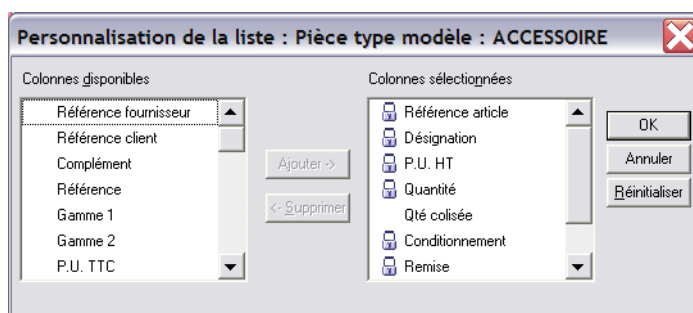 Personnalisation de la liste : Pièce type modèle : ACCESSOIRE
Colonnes disponibles
Référence fournisseur
Référence client
Complément
Référence
Gamme 1
Gamme 2
P.U. TTC
Ajouter ->
<- Supprimer
Colonnes sélectionnées
Référence article
Désignation
P.U. HT
Quantité
Qté colisée
Conditionnement
Remise
OK
Annuler
Réinitialiser